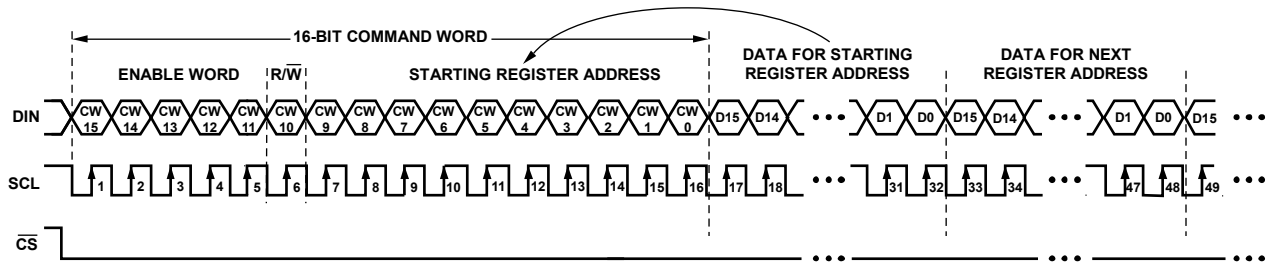 16-BIT COMMAND WORD
DATA FOR STARTING
REGISTER ADDRESS
DATA FOR NEXT
REGISTER ADDRESS
ENABLE WORD R/W̅ STARTING REGISTER ADDRESS
DIN CW 15 CW 14 CW 13 CW 12 CW 11 CW 10 CW 9 CW 8 CW 7 CW 6 CW 5 CW 4 CW 3 CW 2 CW 1 CW 0 D15 D14 ••• D1 D0 D15 D14 ••• D1 D0 D15 •••
SCL 1 2 3 4 5 6 7 8 9 10 11 12 13 14 15 16 17 18 ••• 31 32 33 34 ••• 47 48 49 •••
C̅S̅ ••• ••• •••